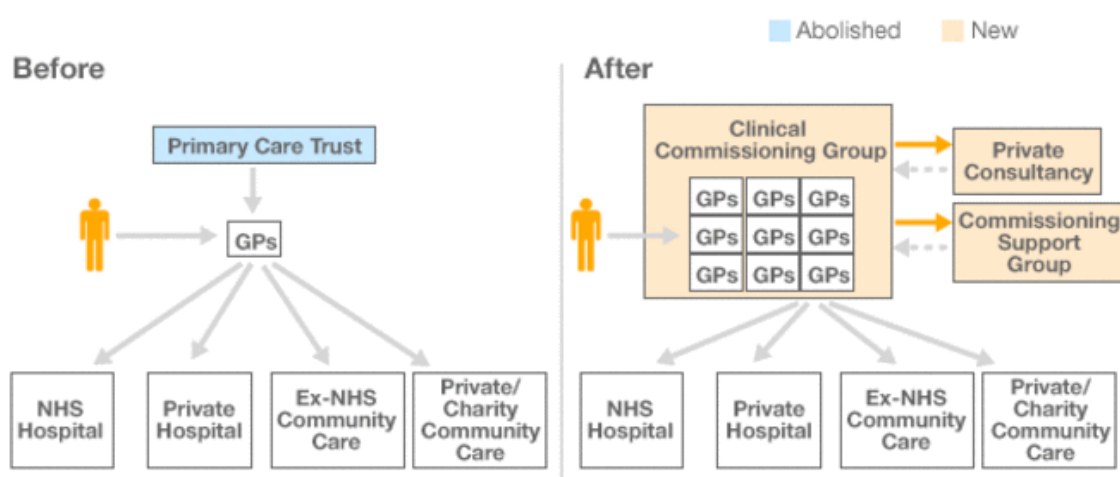 Abolished
New
Before
Primary Care Trust
GPs
NHS
Hospital
Private
Hospital
Ex-NHS
Community
Care
Private/
Charity
Community
Care
After
Clinical
Commissioning Group
GPs GPs GPs
GPs GPs GPs
GPs GPs GPs
Private
Consultancy
Commissioning
Support
Group
NHS
Hospital
Private
Hospital
Ex-NHS
Community
Care
Private/
Charity
Community
Care